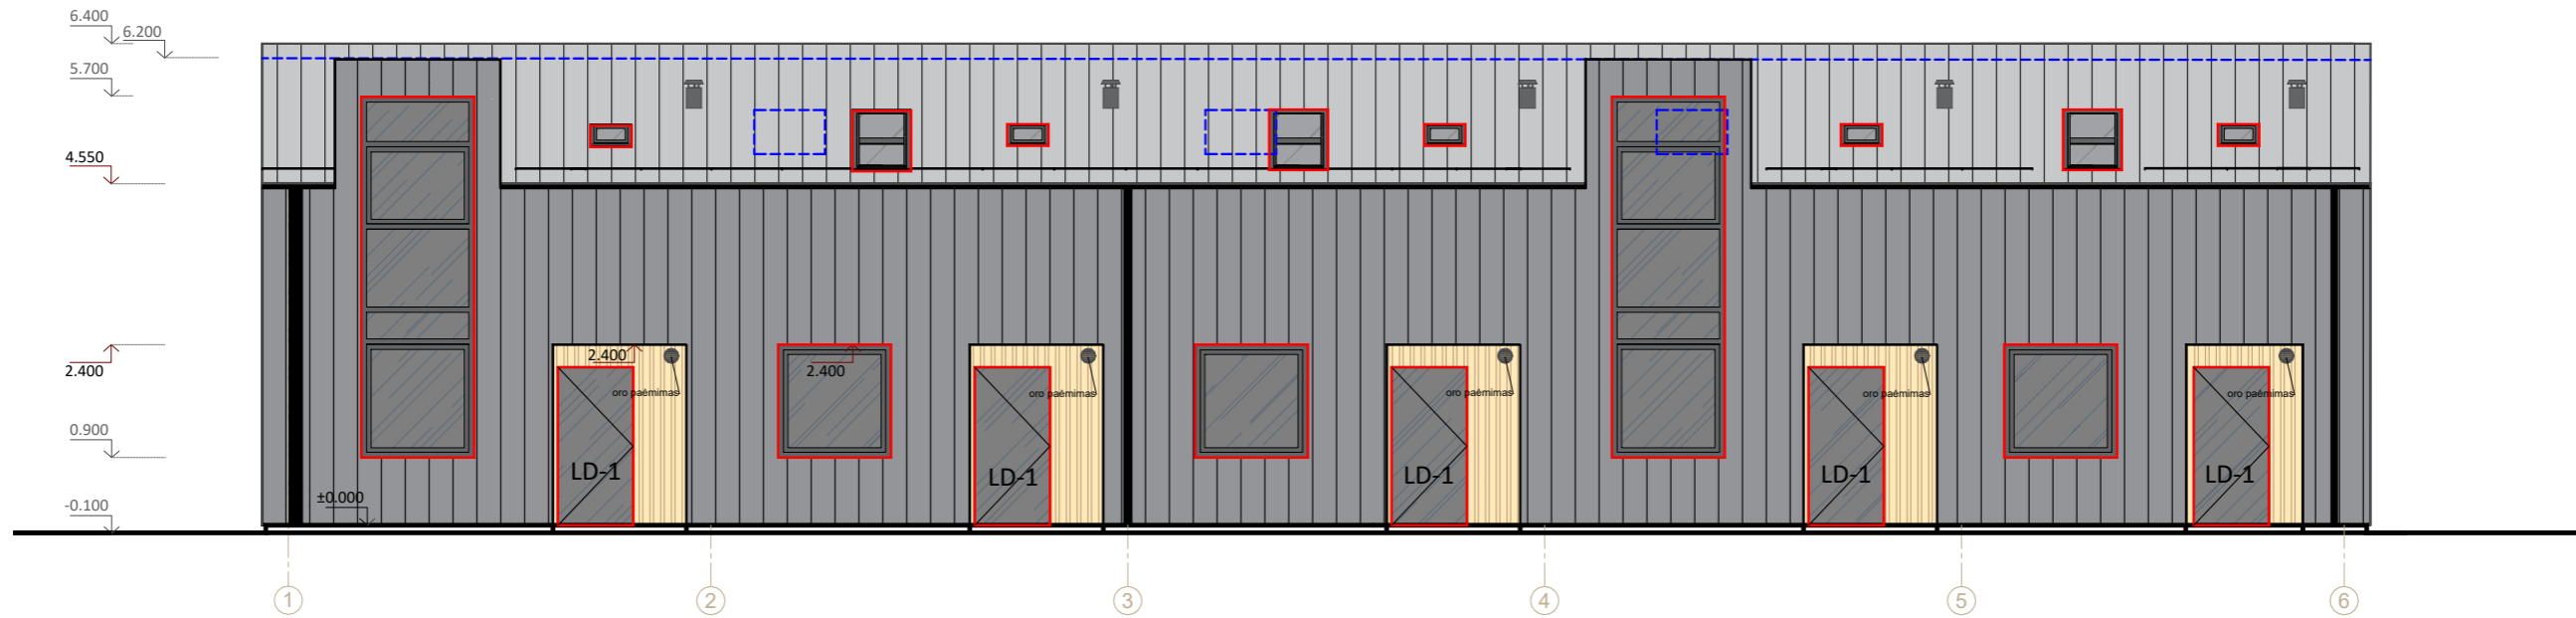 6.400
6.200
5.700
4.550
2.400
2.400
2.400
oro paėmimas
oro paėmimas
oro paėmimas
oro paėmimas
oro paėmimas
0.900
LD-1
LD-1
LD-1
LD-1
LD-1
±0.000
-0.100
1
2
3
4
5
6